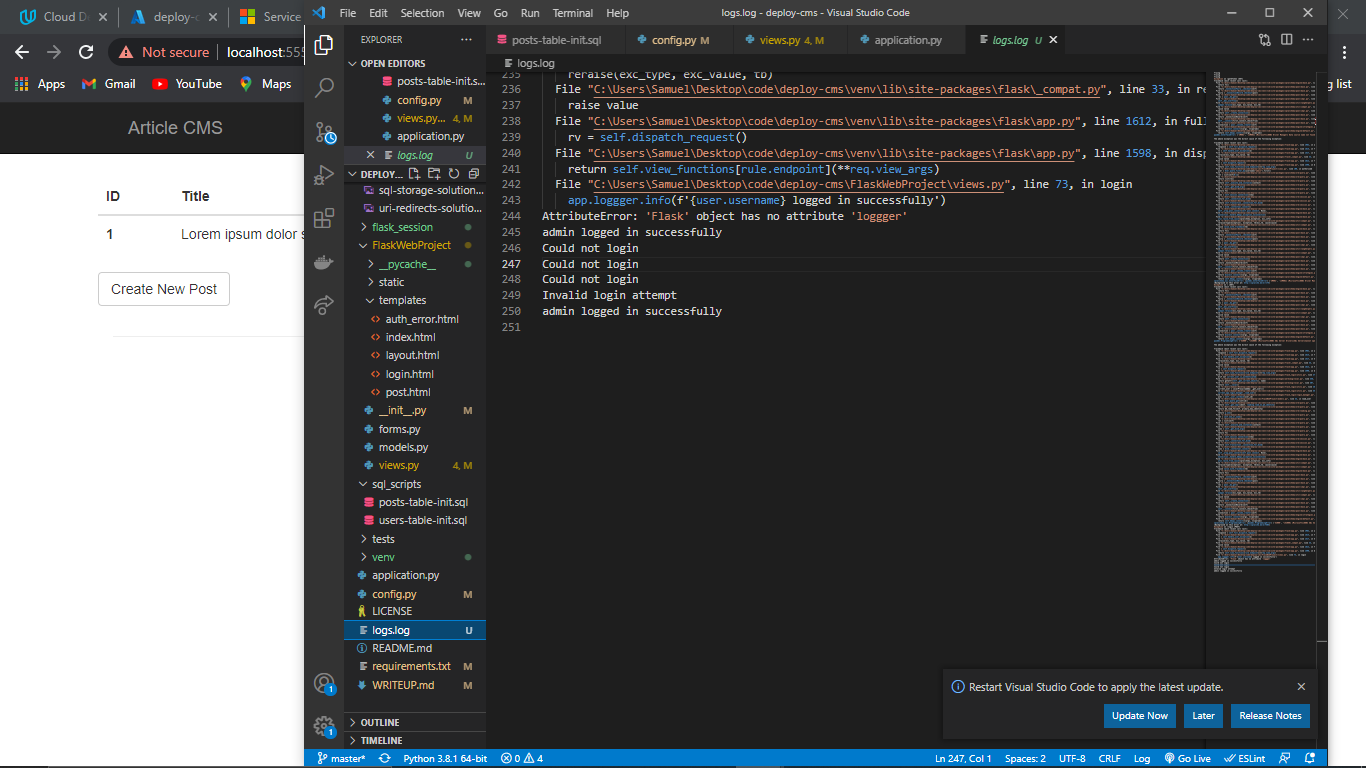 Cloud D
deploy-c
Service
Not secure
localhost:555
Apps
Gmail
YouTube
Maps
g list
Article CMS
ID Title
1 Lorem ipsum dolor s
Create New Post
File Edit Selection View Go Run Terminal Help
logs.log - deploy-cms - Visual Studio Code
EXPLORER
OPEN EDITORS
posts-table-init.s...
config.py M
views.py... 4, M
application.py
logs.log U
DEPLOY...
sql-storage-solution...
uri-redirects-solutio...
flask_session
FlaskWebProject
__pycache__
static
templates
auth_error.html
index.html
layout.html
login.html
post.html
__init__.py M
forms.py
models.py
views.py 4, M
sql_scripts
posts-table-init.sql
users-table-init.sql
tests
venv
application.py
config.py M
LICENSE
logs.log U
README.md
requirements.txt M
WRITEUP.md M
OUTLINE
TIMELINE
1
1
posts-table-init.sql config.py M views.py 4, M application.py logs.log U
logs.log
235 reraise(exc_type, exc_value, tb)
236 File "C:\Users\Samuel\Desktop\code\deploy-cms\venv\lib\site-packages\flask\_compat.py", line 33, in re
237 raise value
238 File "C:\Users\Samuel\Desktop\code\deploy-cms\venv\lib\site-packages\flask\app.py", line 1612, in full
239 rv = self.dispatch_request()
240 File "C:\Users\Samuel\Desktop\code\deploy-cms\venv\lib\site-packages\flask\app.py", line 1598, in disp
241 return self.view_functions[rule.endpoint](**req.view_args)
242 File "C:\Users\Samuel\Desktop\code\deploy-cms\FlaskWebProject\views.py", line 73, in login
243 app.loggger.info(f'{user.username} logged in successfully')
244 AttributeError: 'Flask' object has no attribute 'loggger'
245 admin logged in successfully
246 Could not login
247 Could not login
248 Could not login
249 Invalid login attempt
250 admin logged in successfully
251
Restart Visual Studio Code to apply the latest update.
Update Now Later Release Notes
master* Python 3.8.1 64-bit 0 4 Ln 247, Col 1 Spaces: 2 UTF-8 CRLF Log Go Live ESLint